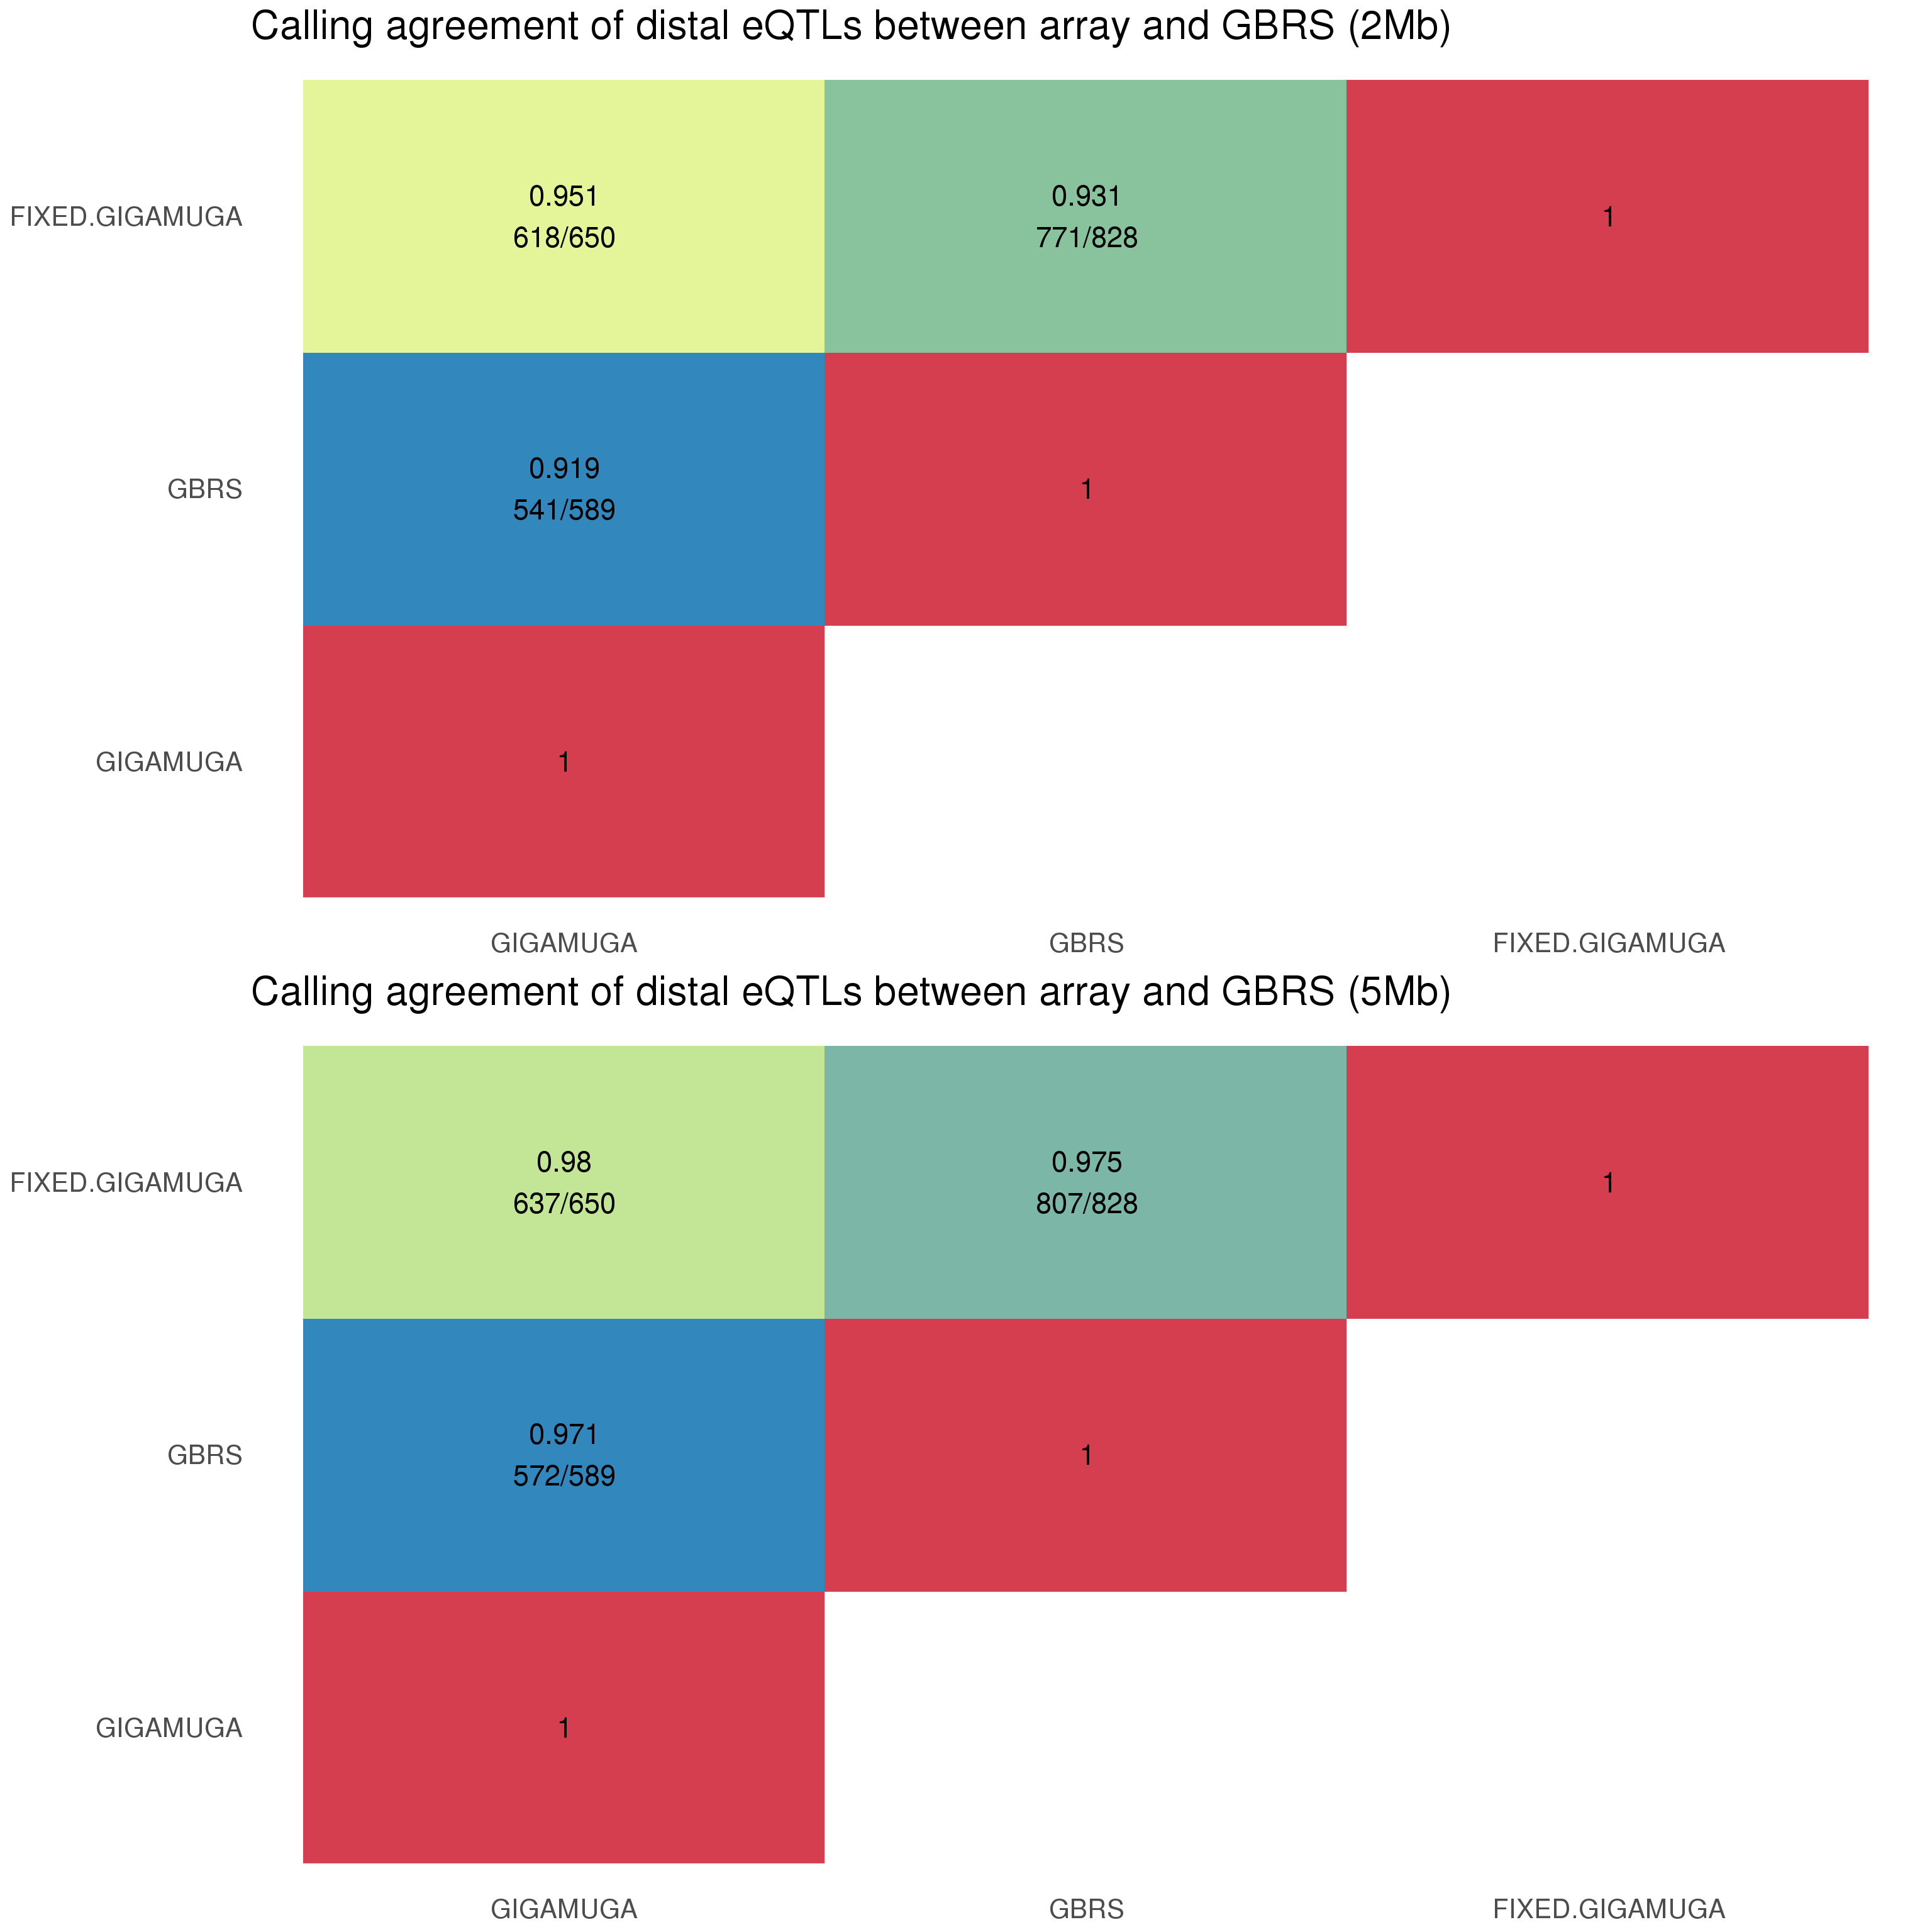 Calling agreement of distal eQTLs between array and GBRS (2Mb)
FIXED.GIGAMUGA
0.951
618/650
0.931
771/828
1
GBRS
0.919
541/589
1
GIGAMUGA
1
GIGAMUGA
GBRS
FIXED.GIGAMUGA
Calling agreement of distal eQTLs between array and GBRS (5Mb)
FIXED.GIGAMUGA
0.98
637/650
0.975
807/828
1
GBRS
0.971
572/589
1
GIGAMUGA
1
GIGAMUGA
GBRS
FIXED.GIGAMUGA